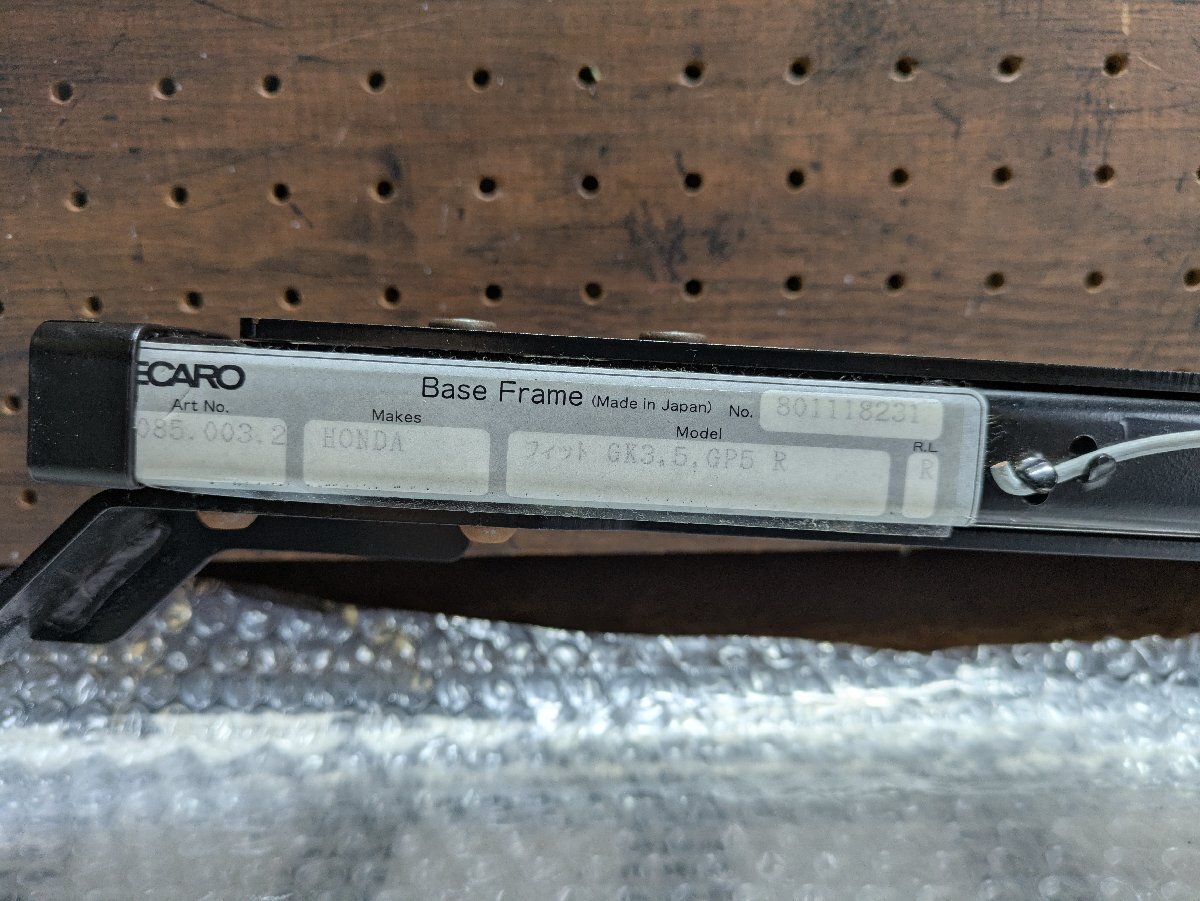 ECARO
Base Frame (Made in Japan) No. 801118231
Art No. Makes Model R.L
085.003.2 HONDA フィット GK3.5,GP5 R R